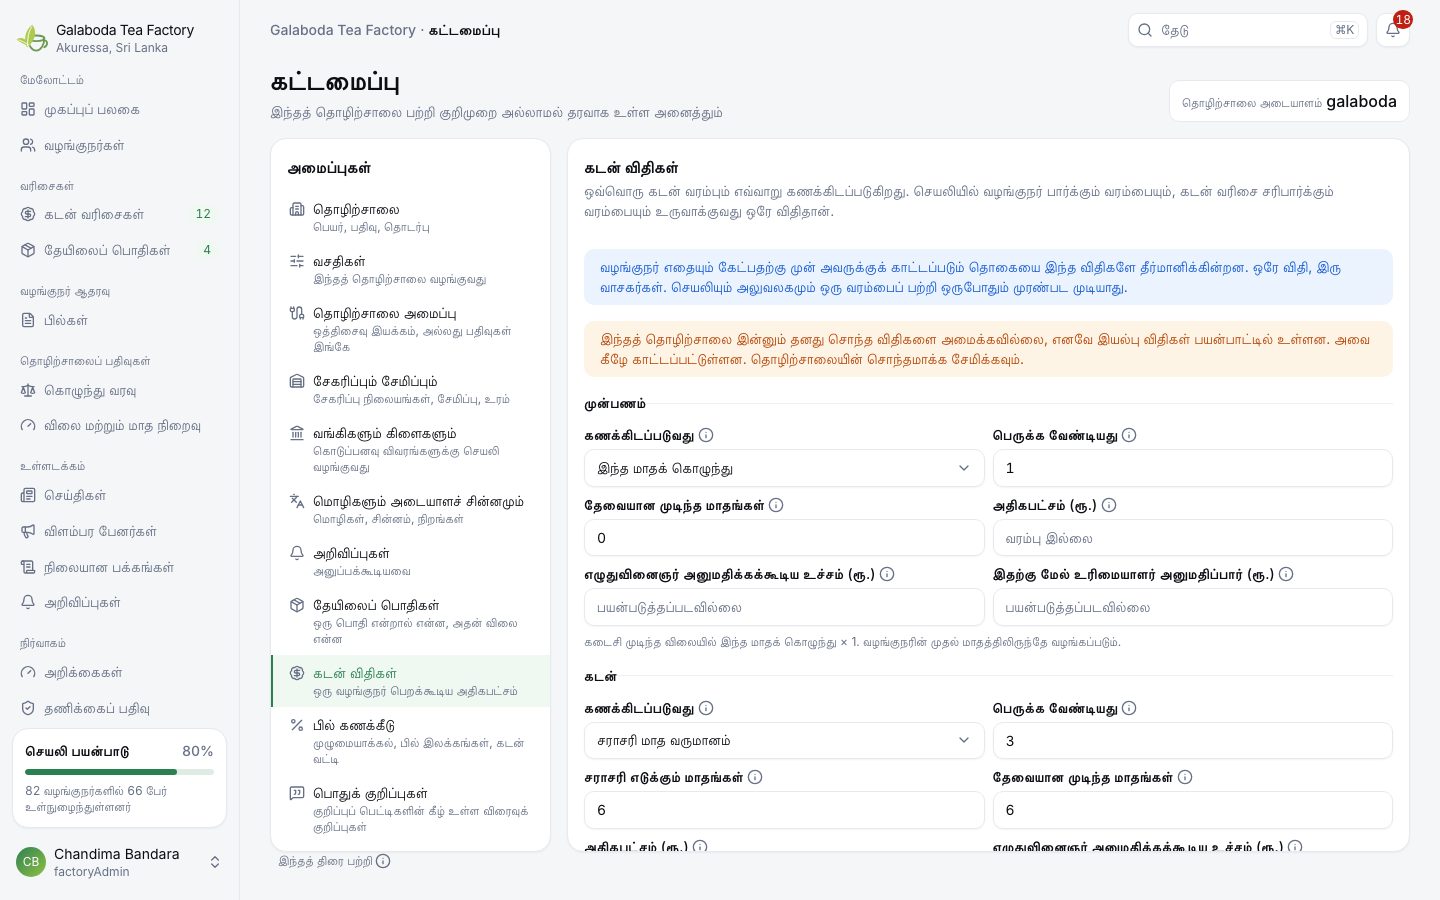 Galaboda Tea Factory
Akuressa, Sri Lanka
மேலோட்டம்
முகப்புப் பலகை
வழங்குநர்கள்
வரிசைகள்
கடன் வரிசைகள் 12
தேயிலைப் பொதிகள் 4
வழங்குநர் ஆதரவு
பில்கள்
தொழிற்சாலைப் பதிவுகள்
கொழுந்து வரவு
விலை மற்றும் மாத நிறைவு
உள்ளடக்கம்
செய்திகள்
விளம்பர பேனர்கள்
நிலையான பக்கங்கள்
அறிவிப்புகள்
நிர்வாகம்
அறிக்கைகள்
தணிக்கைப் பதிவு
செயலி பயன்பாடு 80%
82 வழங்குநர்களில் 66 பேர்
உள்நுழைந்துள்ளனர்
CB
Chandima Bandara
factoryAdmin
Galaboda Tea Factory · கட்டமைப்பு
தேடு ⌘K
18
கட்டமைப்பு
இந்தத் தொழிற்சாலை பற்றி குறிமுறை அல்லாமல் தரவாக உள்ள அனைத்தும்
தொழிற்சாலை அடையாளம் galaboda
அமைப்புகள்
தொழிற்சாலை
பெயர், பதிவு, தொடர்பு
வசதிகள்
இந்தத் தொழிற்சாலை வழங்குவது
தொழிற்சாலை அமைப்பு
ஒத்திசைவு இயக்கம், அல்லது பதிவுகள்
இங்கே
சேகரிப்பும் சேமிப்பும்
சேகரிப்பு நிலையங்கள், சேமிப்பு, உரம்
வங்கிகளும் கிளைகளும்
கொடுப்பனவு விவரங்களுக்கு செயலி
வழங்குவது
மொழிகளும் அடையாளச் சின்னமும்
மொழிகள், சின்னம், நிறங்கள்
அறிவிப்புகள்
அனுப்பக்கூடியவை
தேயிலைப் பொதிகள்
ஒரு பொதி என்றால் என்ன, அதன் விலை
என்ன
கடன் விதிகள்
ஒரு வழங்குநர் பெறக்கூடிய அதிகபட்சம்
பில் கணக்கீடு
முழுமையாக்கல், பில் இலக்கங்கள், கடன்
வட்டி
பொதுக் குறிப்புகள்
குறிப்புப் பெட்டிகளின் கீழ் உள்ள விரைவுக்
குறிப்புகள்
இந்தத் திரை பற்றி
கடன் விதிகள்
ஒவ்வொரு கடன் வரம்பும் எவ்வாறு கணக்கிடப்படுகிறது. செயலியில் வழங்குநர் பார்க்கும் வரம்பையும், கடன் வரிசை சரிபார்க்கும்
வரம்பையும் உருவாக்குவது ஒரே விதிதான்.
வழங்குநர் எதையும் கேட்பதற்கு முன் அவருக்குக் காட்டப்படும் தொகையை இந்த விதிகளே தீர்மானிக்கின்றன. ஒரே விதி, இரு
வாசகர்கள். செயலியும் அலுவலகமும் ஒரு வரம்பைப் பற்றி ஒருபோதும் முரண்பட முடியாது.
இந்தத் தொழிற்சாலை இன்னும் தனது சொந்த விதிகளை அமைக்கவில்லை, எனவே இயல்பு விதிகள் பயன்பாட்டில் உள்ளன. அவை
கீழே காட்டப்பட்டுள்ளன. தொழிற்சாலையின் சொந்தமாக்க சேமிக்கவும்.
முன்பணம்
கணக்கிடப்படுவது பெருக்க வேண்டியது
இந்த மாதக் கொழுந்து 1
தேவையான முடிந்த மாதங்கள் அதிகபட்சம் (ரூ.)
0 வரம்பு இல்லை
எழுதுவினைஞர் அனுமதிக்கக்கூடிய உச்சம் (ரூ.) இதற்கு மேல் உரிமையாளர் அனுமதிப்பார் (ரூ.)
பயன்படுத்தப்படவில்லை பயன்படுத்தப்படவில்லை
கடைசி முடிந்த விலையில் இந்த மாதக் கொழுந்து × 1. வழங்குநரின் முதல் மாதத்திலிருந்தே வழங்கப்படும்.
கடன்
கணக்கிடப்படுவது பெருக்க வேண்டியது
சராசரி மாத வருமானம் 3
சராசரி எடுக்கும் மாதங்கள் தேவையான முடிந்த மாதங்கள்
6 6
அதிகபட்சம் (ரூ.) எழுதுவினைஞர் அனுமதிக்கக்கூடிய உச்சம் (ரூ.)